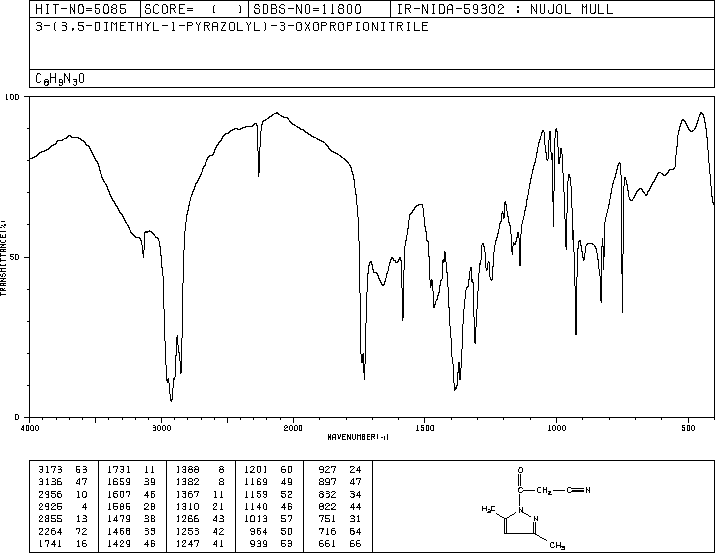 HIT-NO=5085 SCORE= ( ) SDBS-NO=11800 IR-NIDA-59302 : NUJOL MULL
3-(3,5-DIMETHYL-1-PYRAZOLYL)-3-OXOPROPIONITRILE
C8H9N3O
100
50
0
TRANSMITTANCE(%)
4000 3000 2000 1500 1000 500
WAVENUMBER(-1)
3173 63 1731 11 1388 8 1201 60 927 24
3136 47 1659 39 1382 8 1169 49 897 47
2956 10 1607 46 1367 11 1159 52 832 34
2925 4 1586 28 1310 21 1140 46 822 44
2855 13 1479 38 1266 43 1013 57 751 31
2264 72 1468 33 1253 42 964 50 716 64
1741 16 1429 46 1247 41 939 53 661 66
O
C—CH2—C≡N
H3C
N
N
CH3